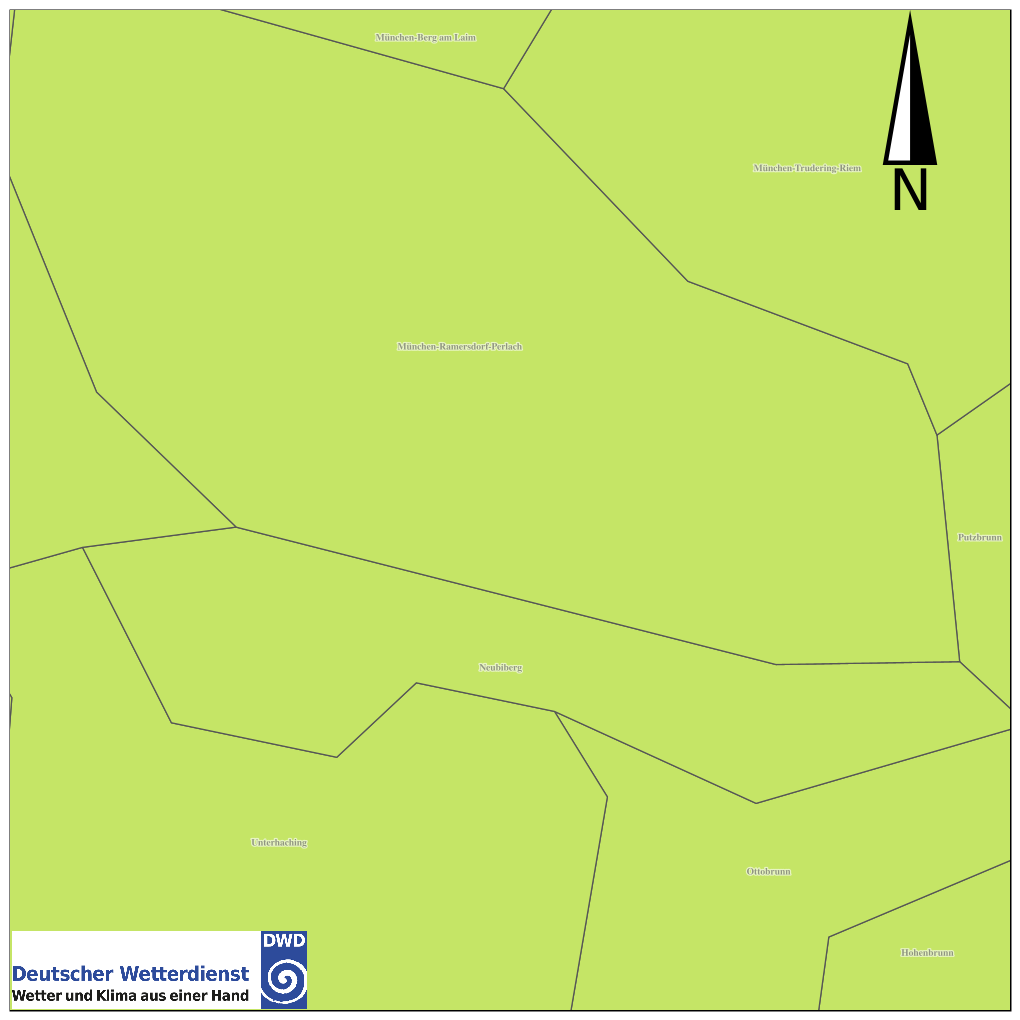 München-Berg am Laim
München-Trudering-Riem
N
München-Ramersdorf-Perlach
Putzbrunn
Neubiberg
Unterhaching
Ottobrunn
Hohenbrunn
DWD
Deutscher Wetterdienst
Wetter und Klima aus einer Hand